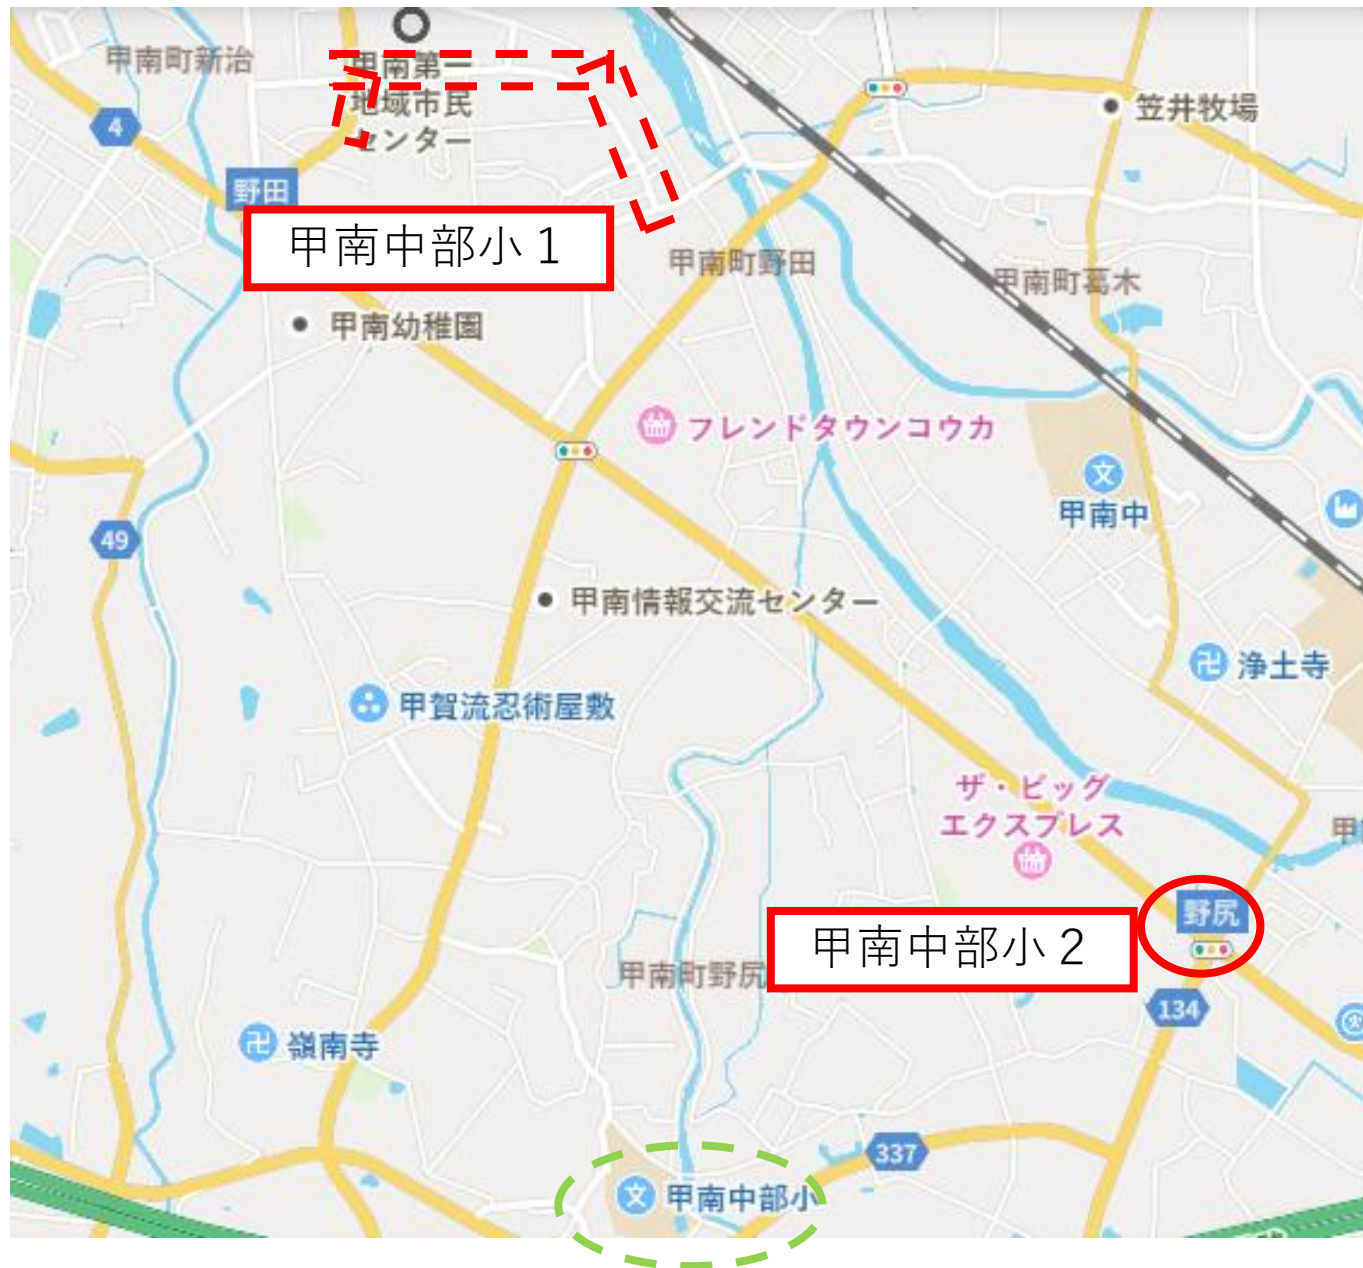 甲南町新治
甲南第一
地域市民
センター
4
笠井牧場
野田
甲南中部小１
甲南町野田
甲南町葛木
甲南幼稚園
フレンドタウンコウカ
甲南中
49
甲南情報交流センター
浄土寺
甲賀流忍術屋敷
ザ・ビッグ
エクスプレス
甲
野尻
甲南中部小２
甲南町野尻
134
嶺南寺
337
甲南中部小